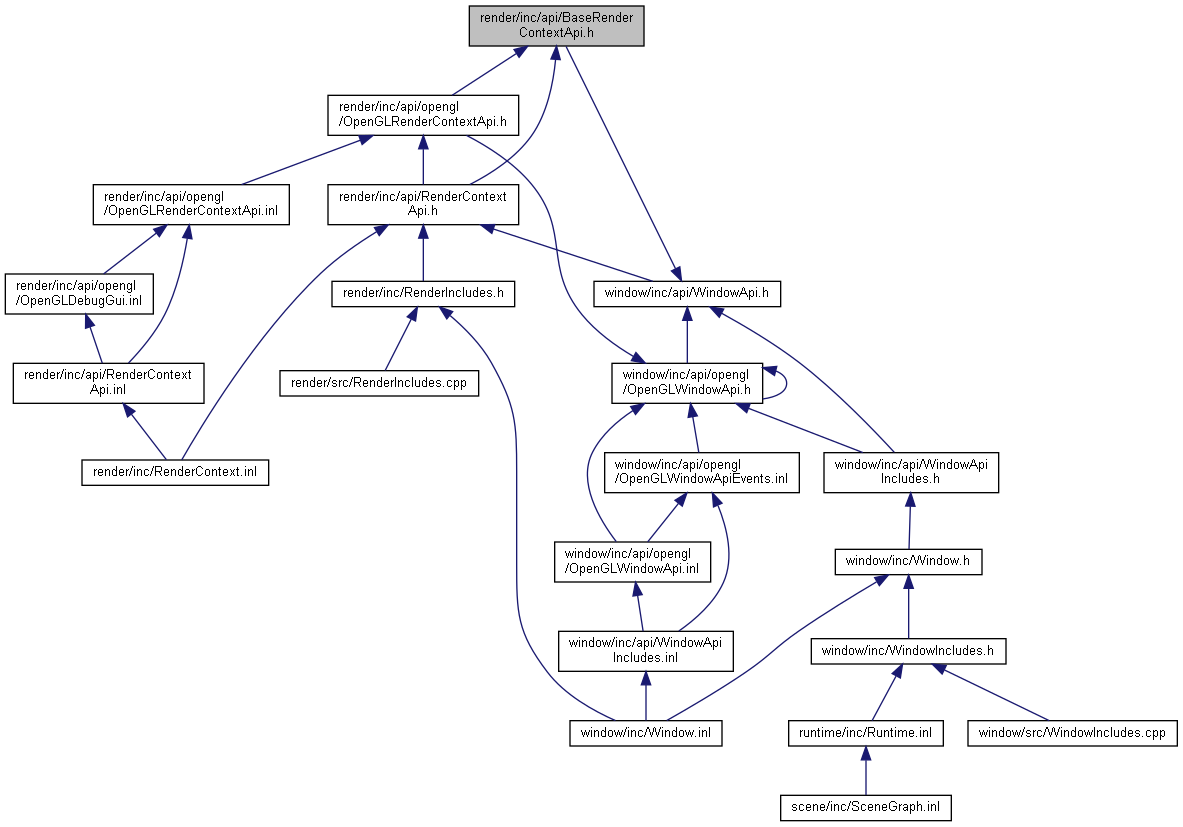 render/inc/api/BaseRender
ContextApi.h
render/inc/api/opengl
/OpenGLRenderContextApi.h
render/inc/api/opengl
/OpenGLRenderContextApi.inl
render/inc/api/RenderContext
Api.h
render/inc/api/opengl
/OpenGLDebugGui.inl
render/inc/RenderIncludes.h
window/inc/api/WindowApi.h
render/inc/api/RenderContext
Api.inl
render/src/RenderIncludes.cpp
window/inc/api/opengl
/OpenGLWindowApi.h
render/inc/RenderContext.inl
window/inc/api/opengl
/OpenGLWindowApiEvents.inl
window/inc/api/WindowApi
Includes.h
window/inc/api/opengl
/OpenGLWindowApi.inl
window/inc/Window.h
window/inc/api/WindowApi
Includes.inl
window/inc/WindowIncludes.h
window/inc/Window.inl
runtime/inc/Runtime.inl
window/src/WindowIncludes.cpp
scene/inc/SceneGraph.inl